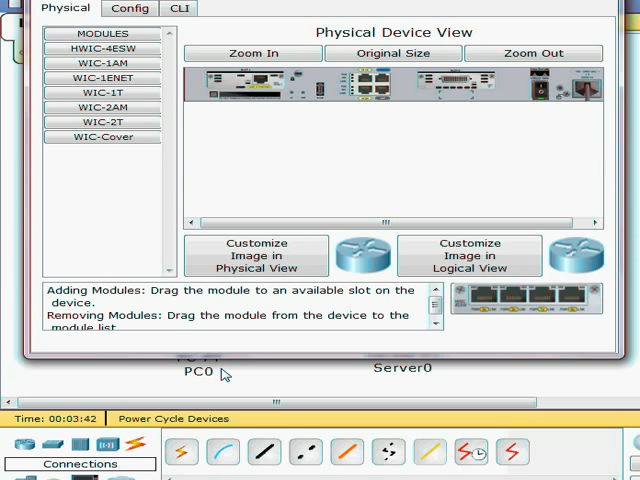 Physical Config CLI
Physical Device View
MODULES
HWIC-4ESW
WIC-1AM
WIC-1ENET
WIC-1T
WIC-2AM
WIC-2T
WIC-Cover
Zoom In Original Size Zoom Out
Customize
Image in
Physical View
Customize
Image in
Logical View
Adding Modules: Drag the module to an available slot on the
device.
Removing Modules: Drag the module from the device to the
module list.
PC0
Server0
Time: 00:03:42 Power Cycle Devices
Connections